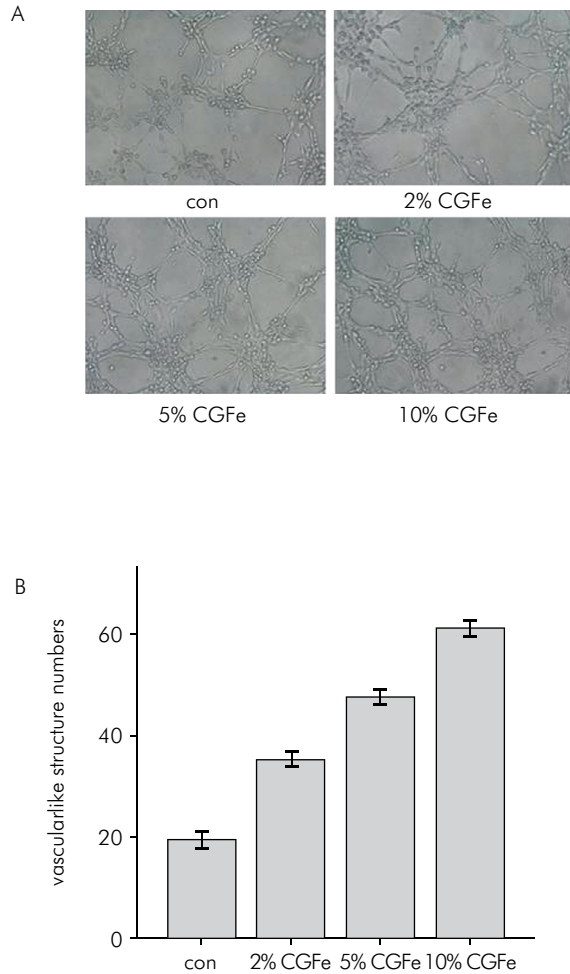 A
con
2% CGFe
5% CGFe
10% CGFe
B
vascularlike structure numbers
60
40
20
0
con
2% CGFe
5% CGFe
10% CGFe